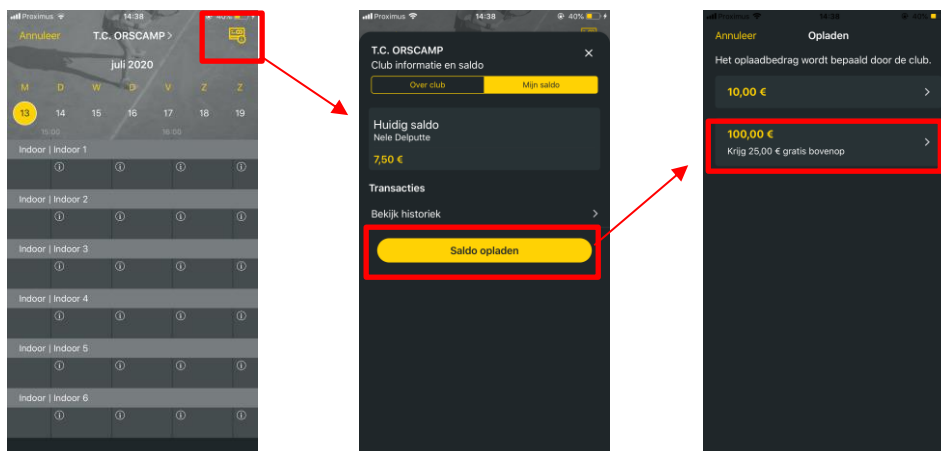 Proximus 14:38 40%
Annuleer T.C. ORSCAMP >
juli 2020
M D W D V Z Z
13 14 15 16 17 18 19
15:00 16:00
Indoor | Indoor 1
Indoor | Indoor 2
Indoor | Indoor 3
Indoor | Indoor 4
Indoor | Indoor 5
Indoor | Indoor 6
Proximus 14:38 40%
T.C. ORSCAMP
Club informatie en saldo
Over club Mijn saldo
Huidig saldo
Nele Delputte
7,50 €
Transacties
Bekijk historiek
Saldo opladen
Proximus 14:38 40%
Annuleer Opladen
Het oplaadbedrag wordt bepaald door de club.
10,00 €
100,00 €
Krijg 25,00 € gratis bovenop